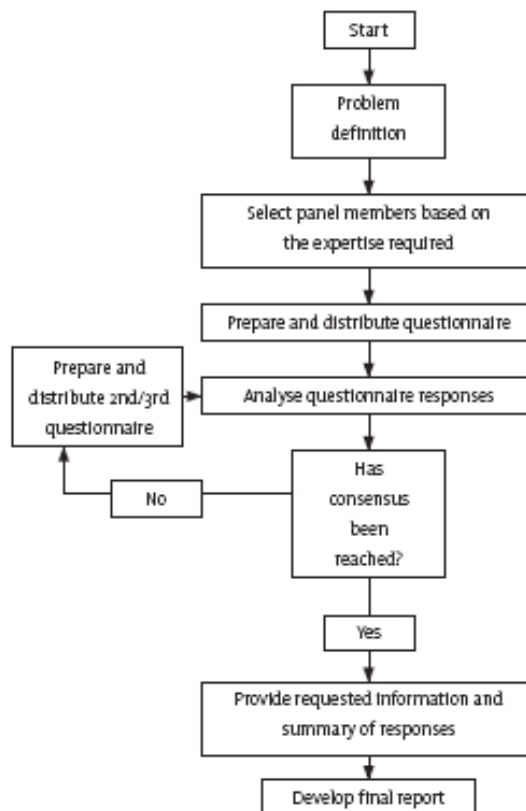 Start
Problem
definition
Select panel members based on
the expertise required
Prepare and distribute questionnaire
Prepare and
distribute 2nd/3rd
questionnaire
Analyse questionnaire responses
Has
consensus
been
reached?
No
Yes
Provide requested information and
summary of responses
Develop final report